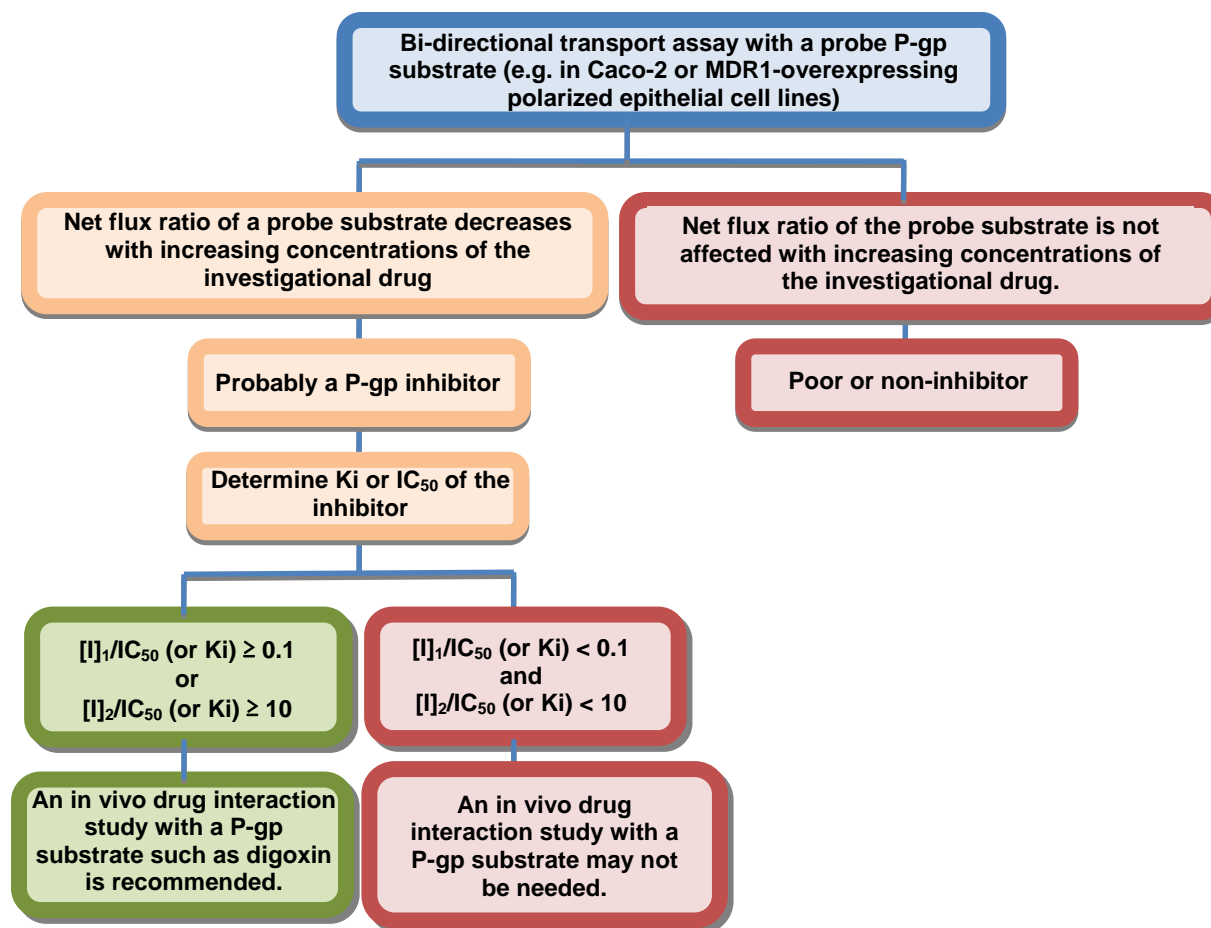 Bi-directional transport assay with a probe P-gp
substrate (e.g. in Caco-2 or MDR1-overexpressing
polarized epithelial cell lines)
Net flux ratio of a probe substrate decreases
with increasing concentrations of the
investigational drug
Net flux ratio of the probe substrate is not
affected with increasing concentrations of
the investigational drug.
Probably a P-gp inhibitor
Poor or non-inhibitor
Determine Ki or IC50 of the
inhibitor
[I]1/IC50 (or Ki) ≥ 0.1
or
[I]2/IC50 (or Ki) ≥ 10
[I]1/IC50 (or Ki) < 0.1
and
[I]2/IC50 (or Ki) < 10
An in vivo drug interaction
study with a P-gp
substrate such as digoxin
is recommended.
An in vivo drug
interaction study with a
P-gp substrate may not
be needed.